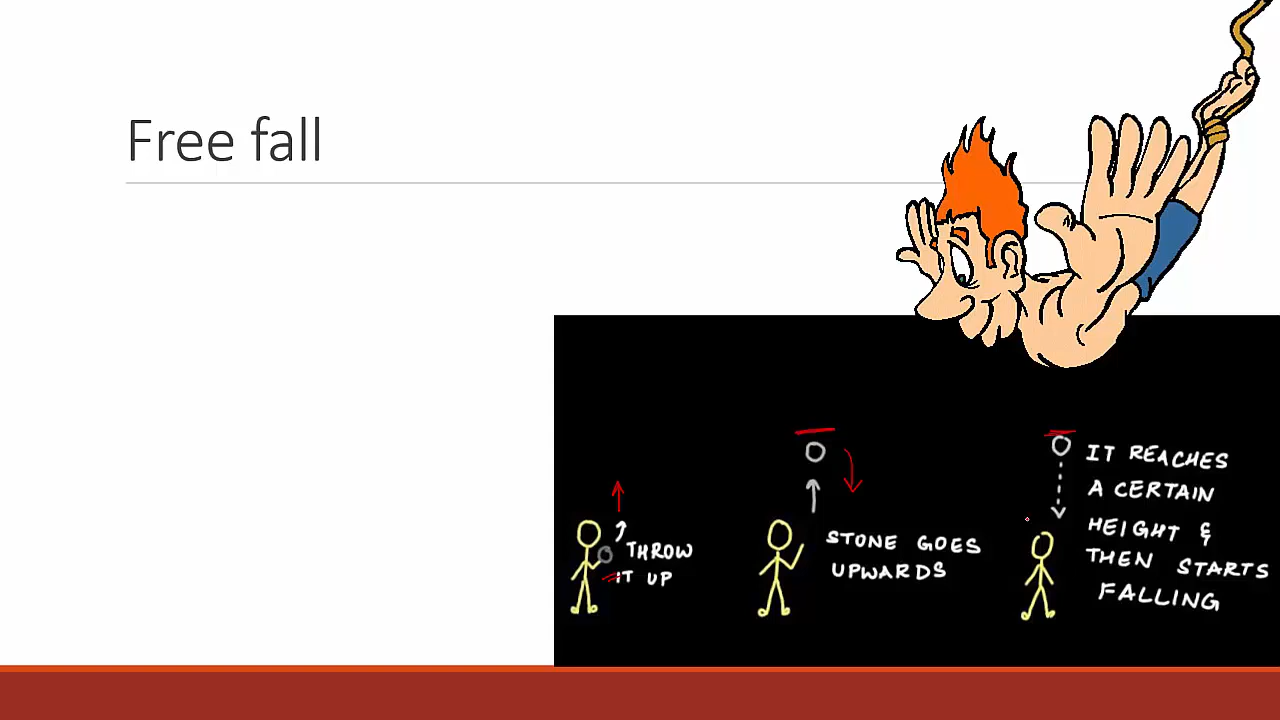 Free fall
THROW
IT UP
STONE GOES
UPWARDS
IT REACHES
A CERTAIN
HEIGHT &
THEN STARTS
FALLING